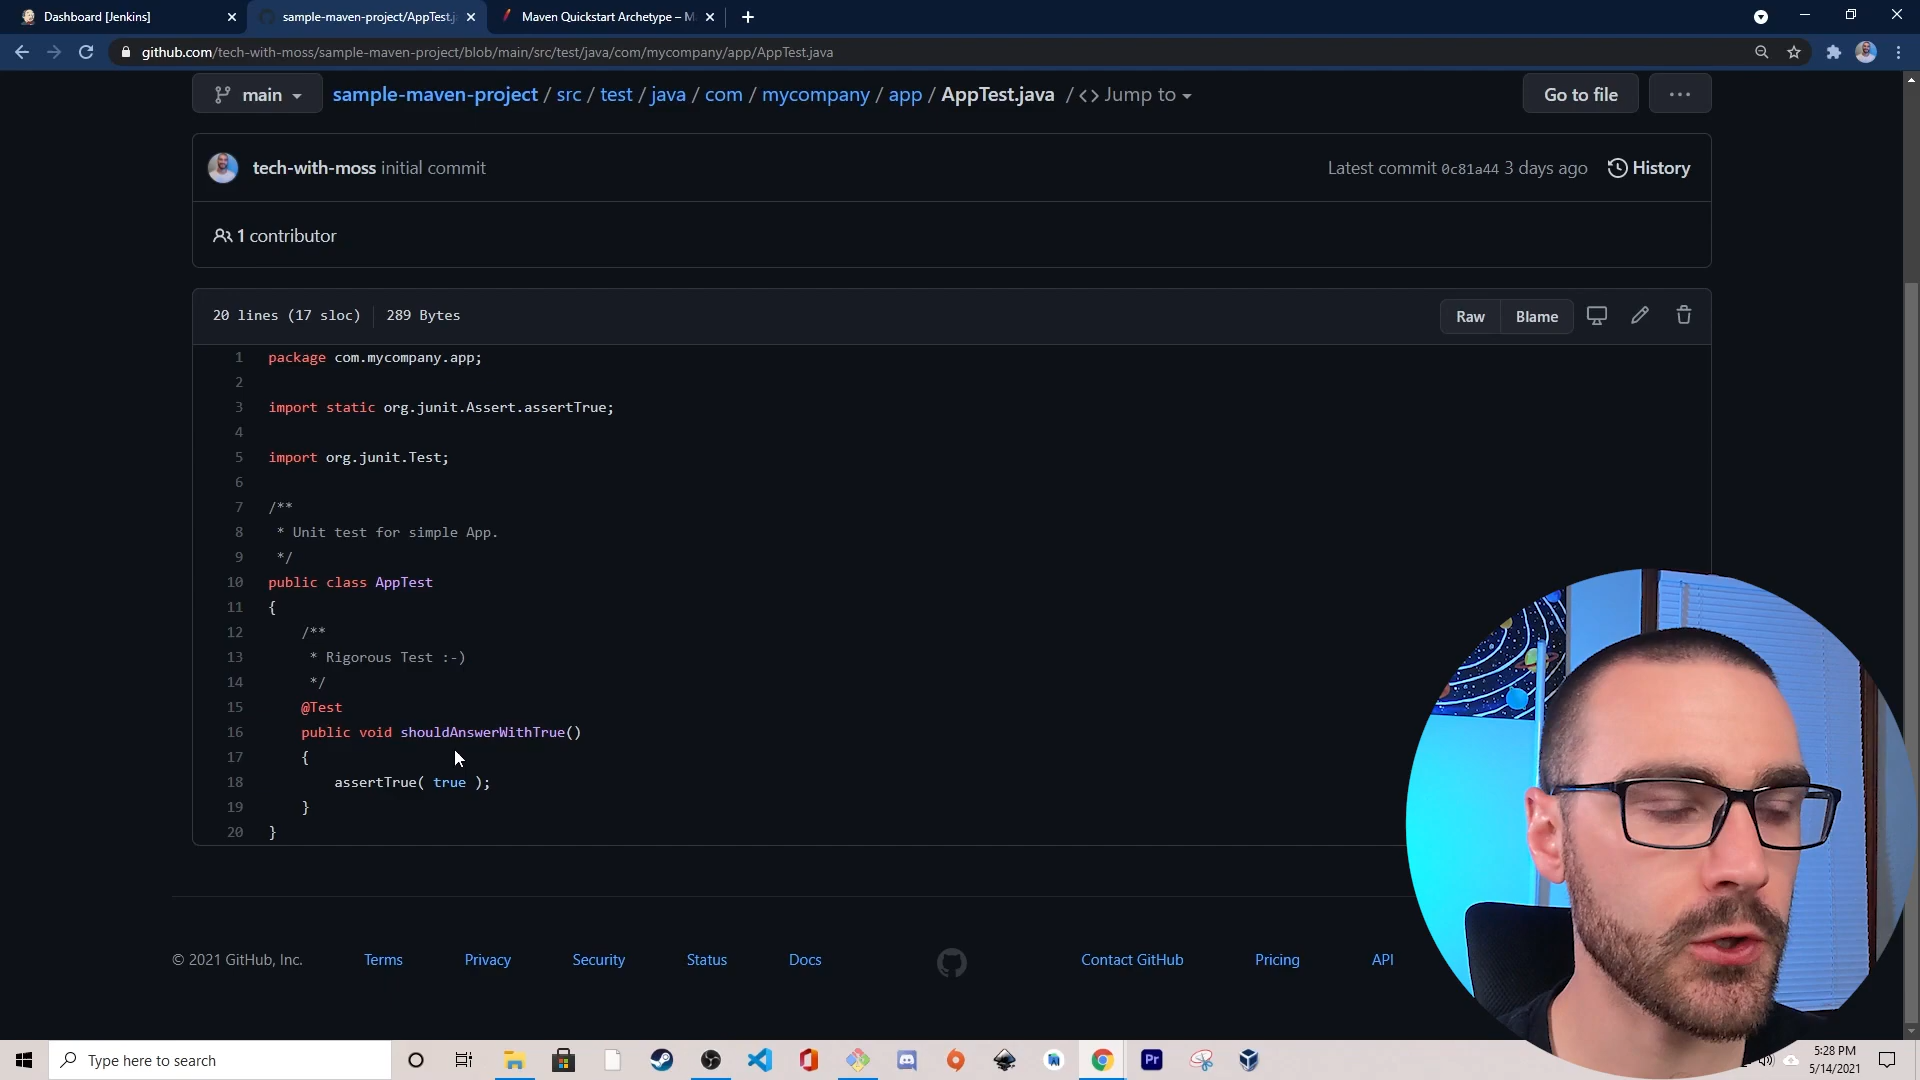 Dashboard [Jenkins]
sample-maven-project/AppTest.j
Maven Quickstart Archetype – M
github.com/tech-with-moss/sample-maven-project/blob/main/src/test/java/com/mycompany/app/AppTest.java
main
sample-maven-project / src / test / java / com / mycompany / app / AppTest.java / <> Jump to
Go to file
...
tech-with-moss initial commit
Latest commit 0c81a44 3 days ago
History
1 contributor
20 lines (17 sloc) 289 Bytes
Raw
Blame
1 package com.mycompany.app;
2
3 import static org.junit.Assert.assertTrue;
4
5 import org.junit.Test;
6
7 /**
8 * Unit test for simple App.
9 */
10 public class AppTest
11 {
12 /**
13 * Rigorous Test :-)
14 */
15 @Test
16 public void shouldAnswerWithTrue()
17 {
18 assertTrue( true );
19 }
20 }
© 2021 GitHub, Inc.
Terms
Privacy
Security
Status
Docs
Contact GitHub
Pricing
API
Type here to search
Pr
5:28 PM
5/14/2021